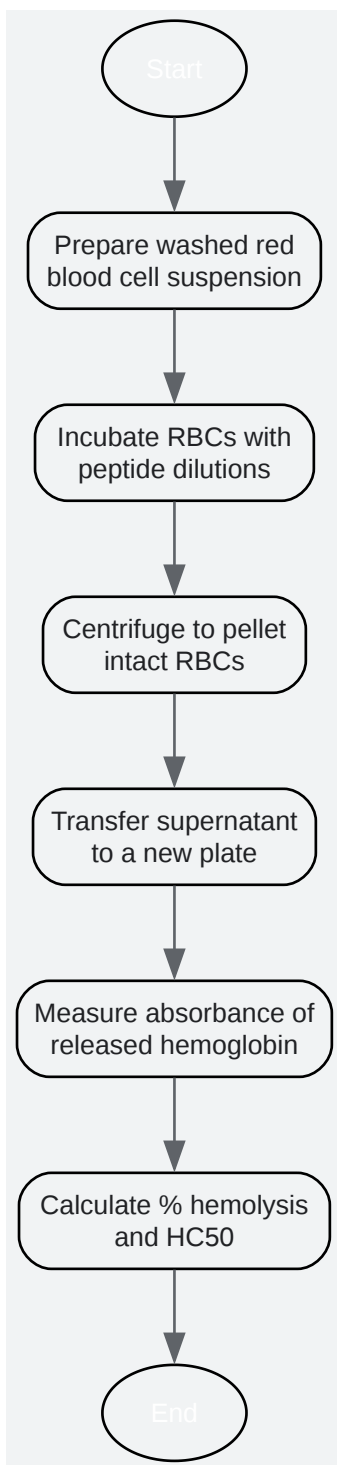 Start
Prepare washed red
blood cell suspension
Incubate RBCs with
peptide dilutions
Centrifuge to pellet
intact RBCs
Transfer supernatant
to a new plate
Measure absorbance of
released hemoglobin
Calculate % hemolysis
and HC50
End